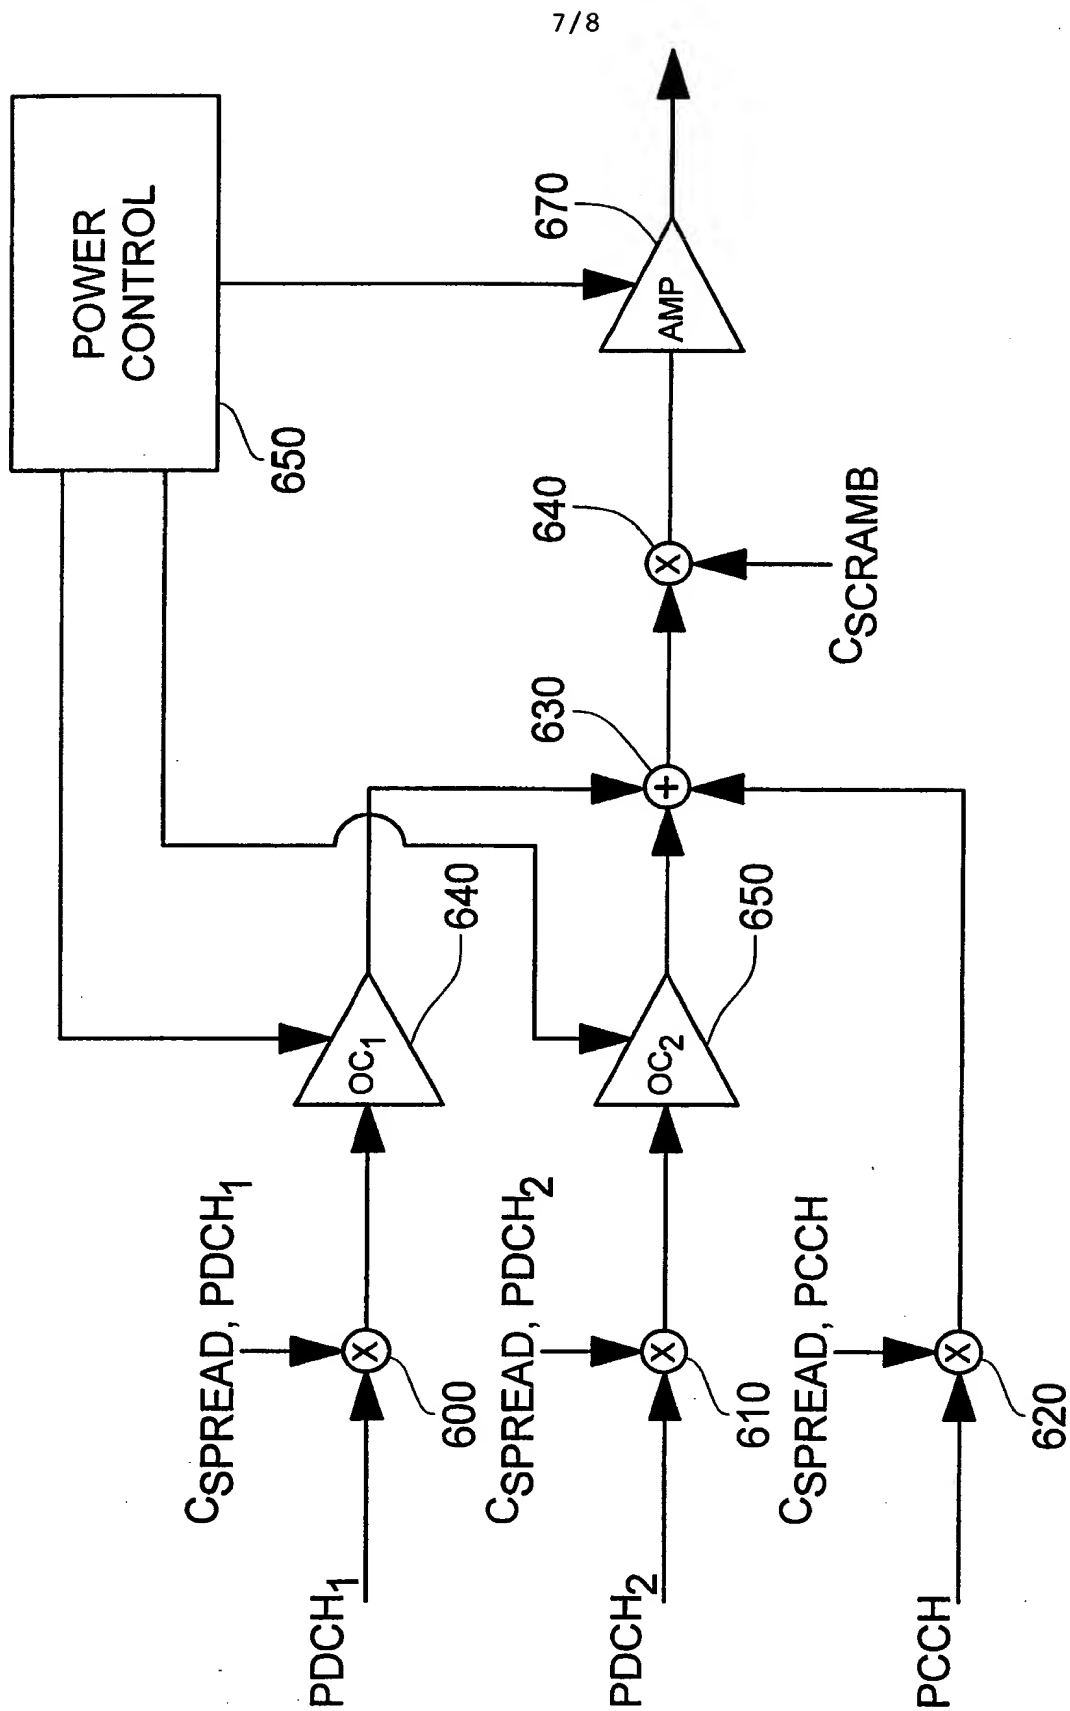 7/8
POWER
CONTROL
650
670
AMP
640
CSCRAMB
630
640
OC1
650
OC2
CSPREAD, PDCH1
600
PDCH1
CSPREAD, PDCH2
610
PDCH2
CSPREAD, PCCH
620
PCCH